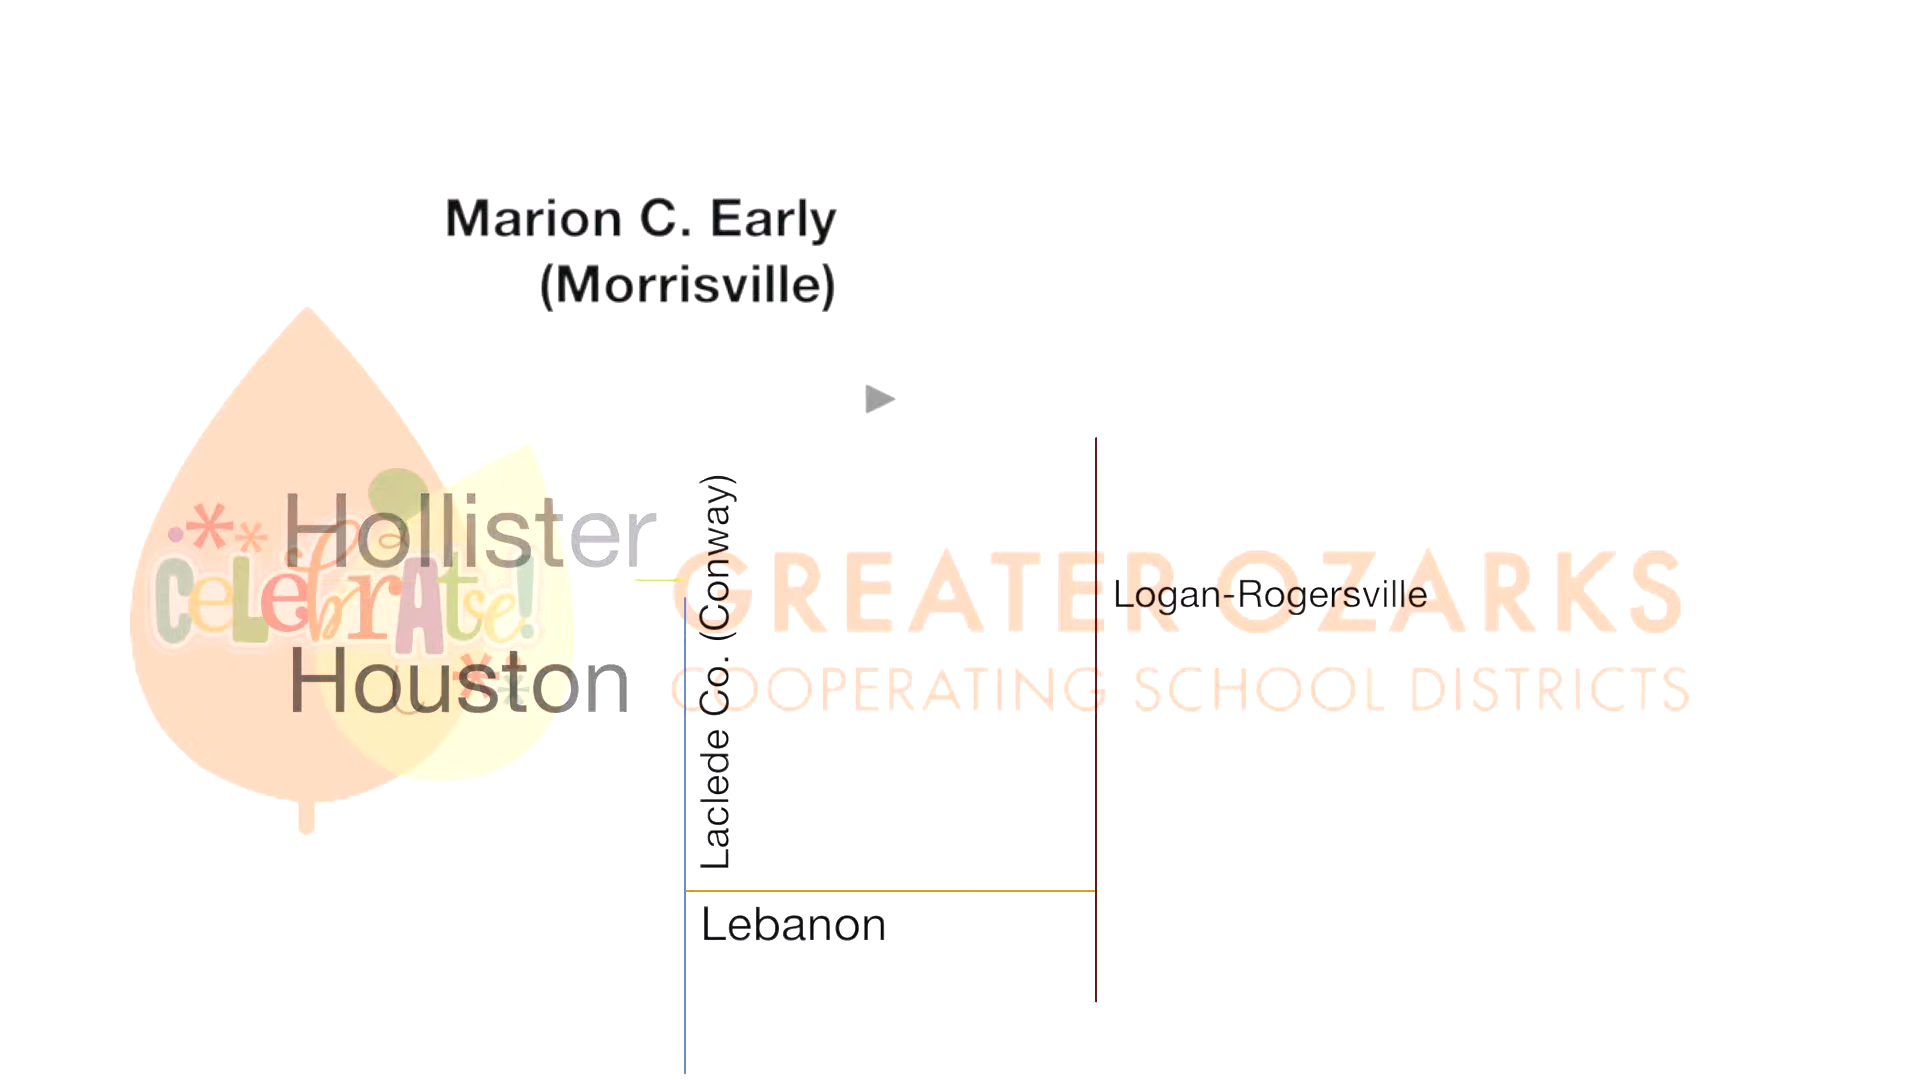 Marion C. Early
(Morrisville)
Hollister
Celebrate!
Houston
Laclede Co. (Conway)
GREATER OZARKS
COOPERATING SCHOOL DISTRICTS
Logan-Rogersville
Lebanon